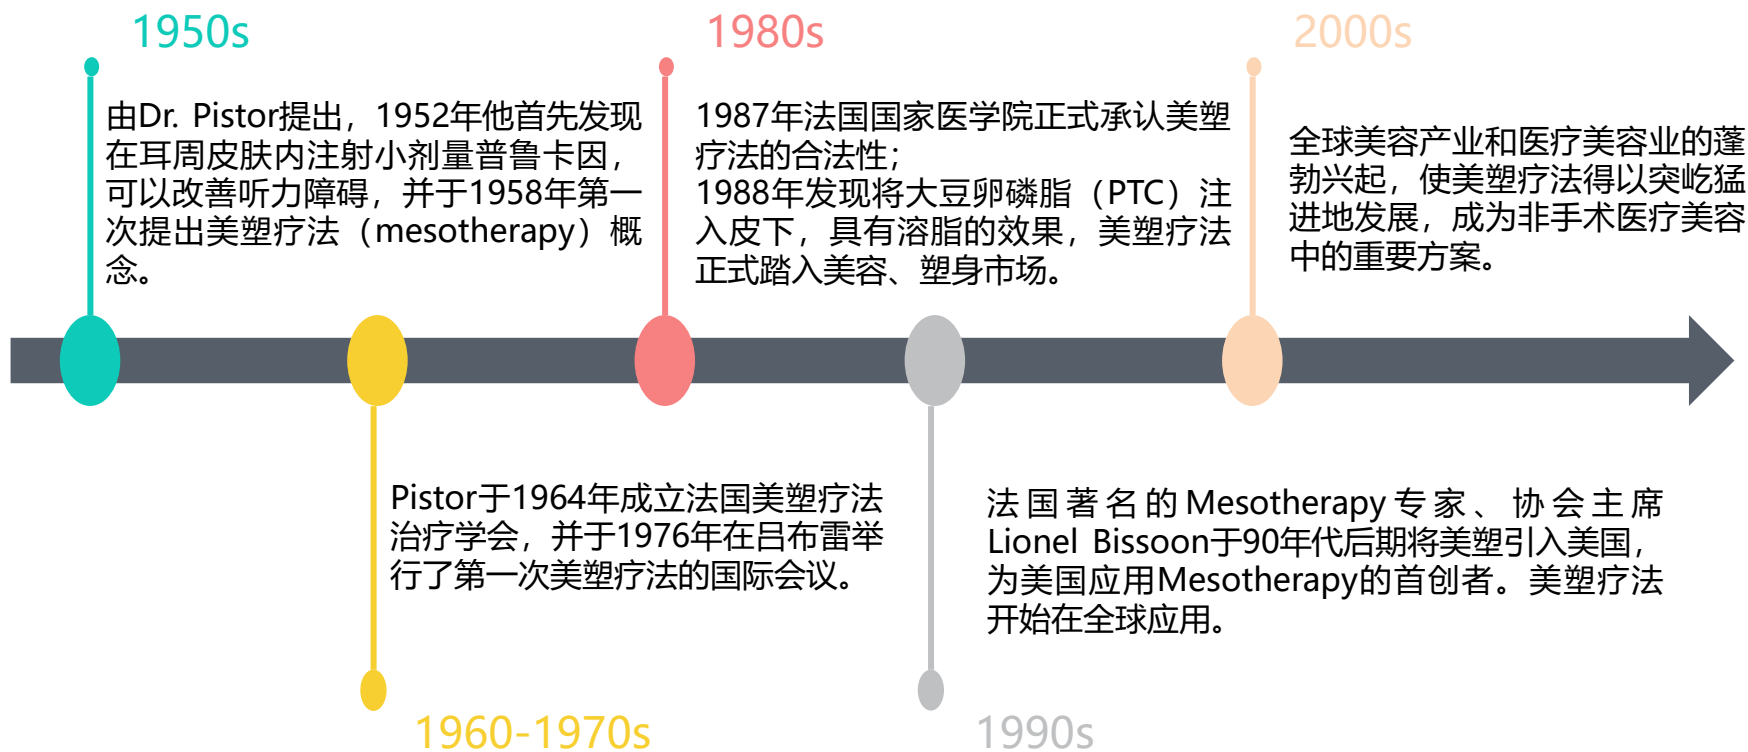 1950s
由Dr. Pistor提出，1952年他首先发现
在耳周皮肤内注射小剂量普鲁卡因，
可以改善听力障碍，并于1958年第一
次提出美塑疗法（mesotherapy）概
念。
1960-1970s
Pistor于1964年成立法国美塑疗法
治疗学会，并于1976年在吕布雷举
行了第一次美塑疗法的国际会议。
1980s
1987年法国国家医学院正式承认美塑
疗法的合法性；
1988年发现将大豆卵磷脂（PTC）注
入皮下，具有溶脂的效果，美塑疗法
正式踏入美容、塑身市场。
1990s
法国著名的Mesotherapy专家、协会主席
Lionel Bissoon于90年代后期将美塑引入美国，
为美国应用Mesotherapy的首创者。美塑疗法
开始在全球应用。
2000s
全球美容产业和医疗美容业的蓬
勃兴起，使美塑疗法得以突屹猛
进地发展，成为非手术医疗美容
中的重要方案。